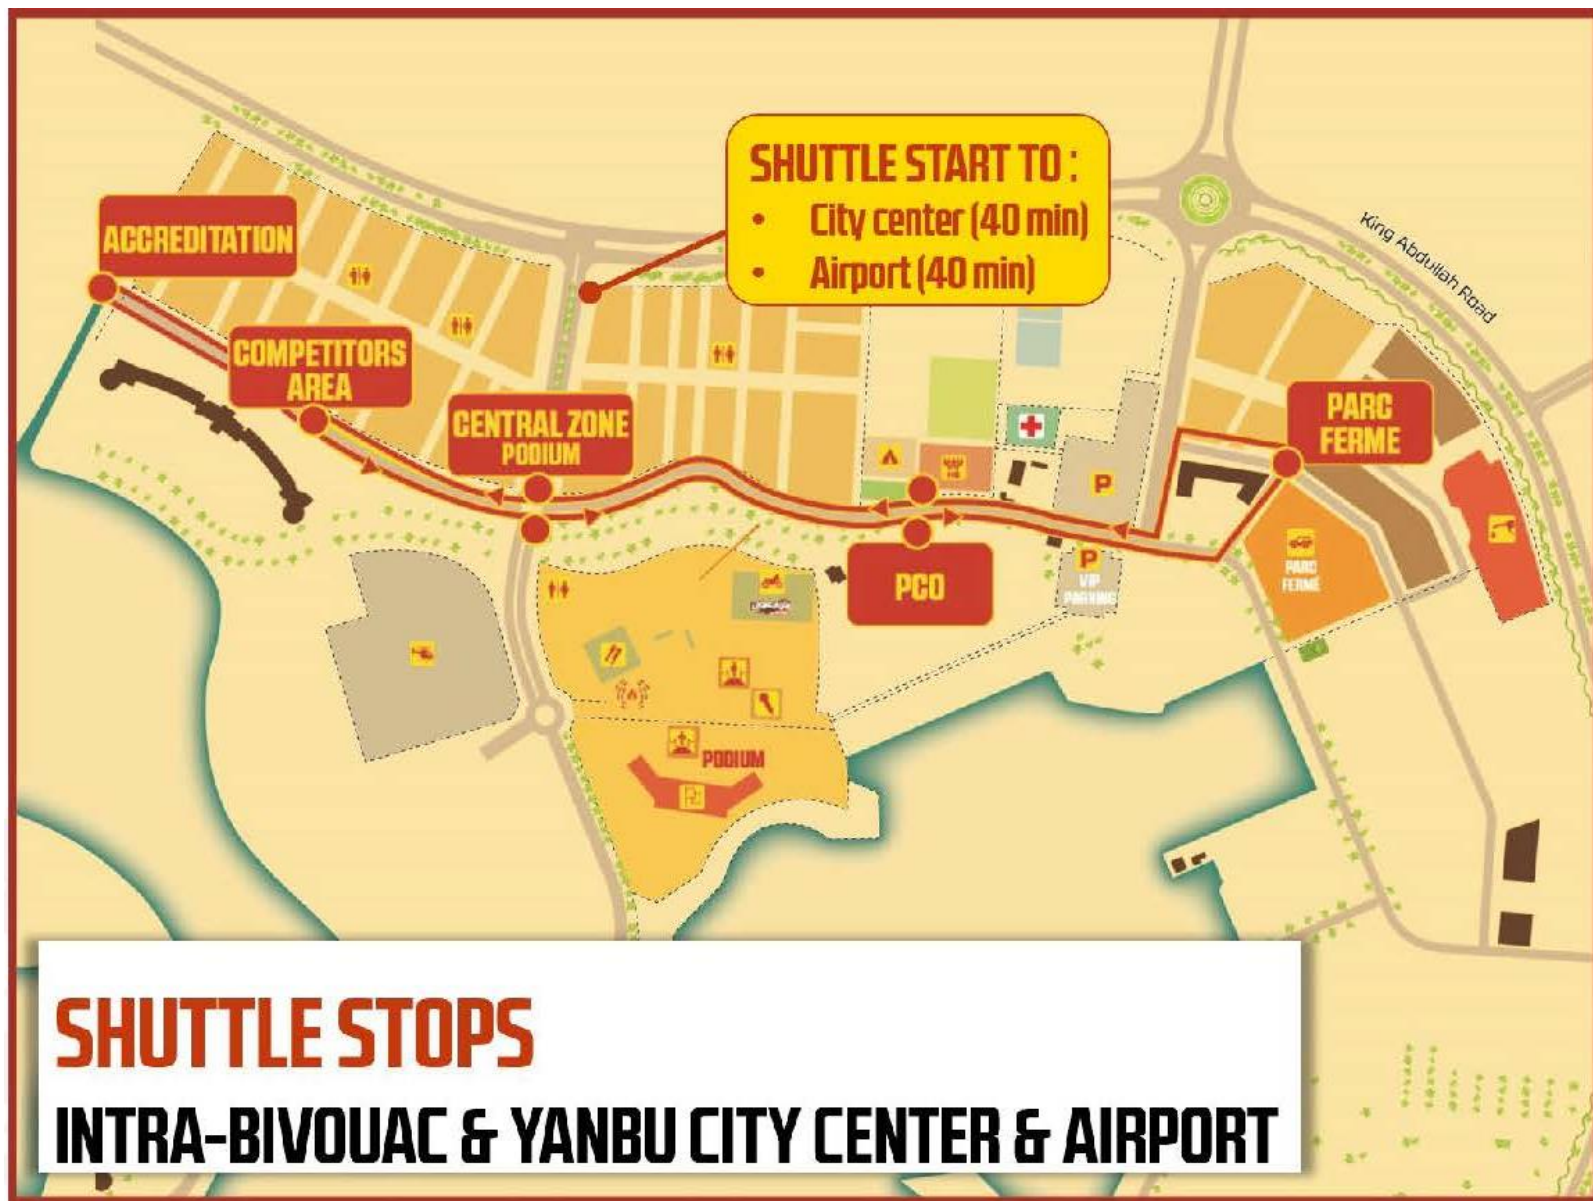 SHUTTLE START TO :
• City center (40 min)
• Airport (40 min)
King Abdullah Road
ACCREDITATION
COMPETITORS
AREA
CENTRAL ZONE
PODIUM
PARC
FERME
P
PCO
P
VIP
PARKING
PARC
FERMÉ
PODIUM
SHUTTLE STOPS
INTRA-BIVOUAC & YANBU CITY CENTER & AIRPORT